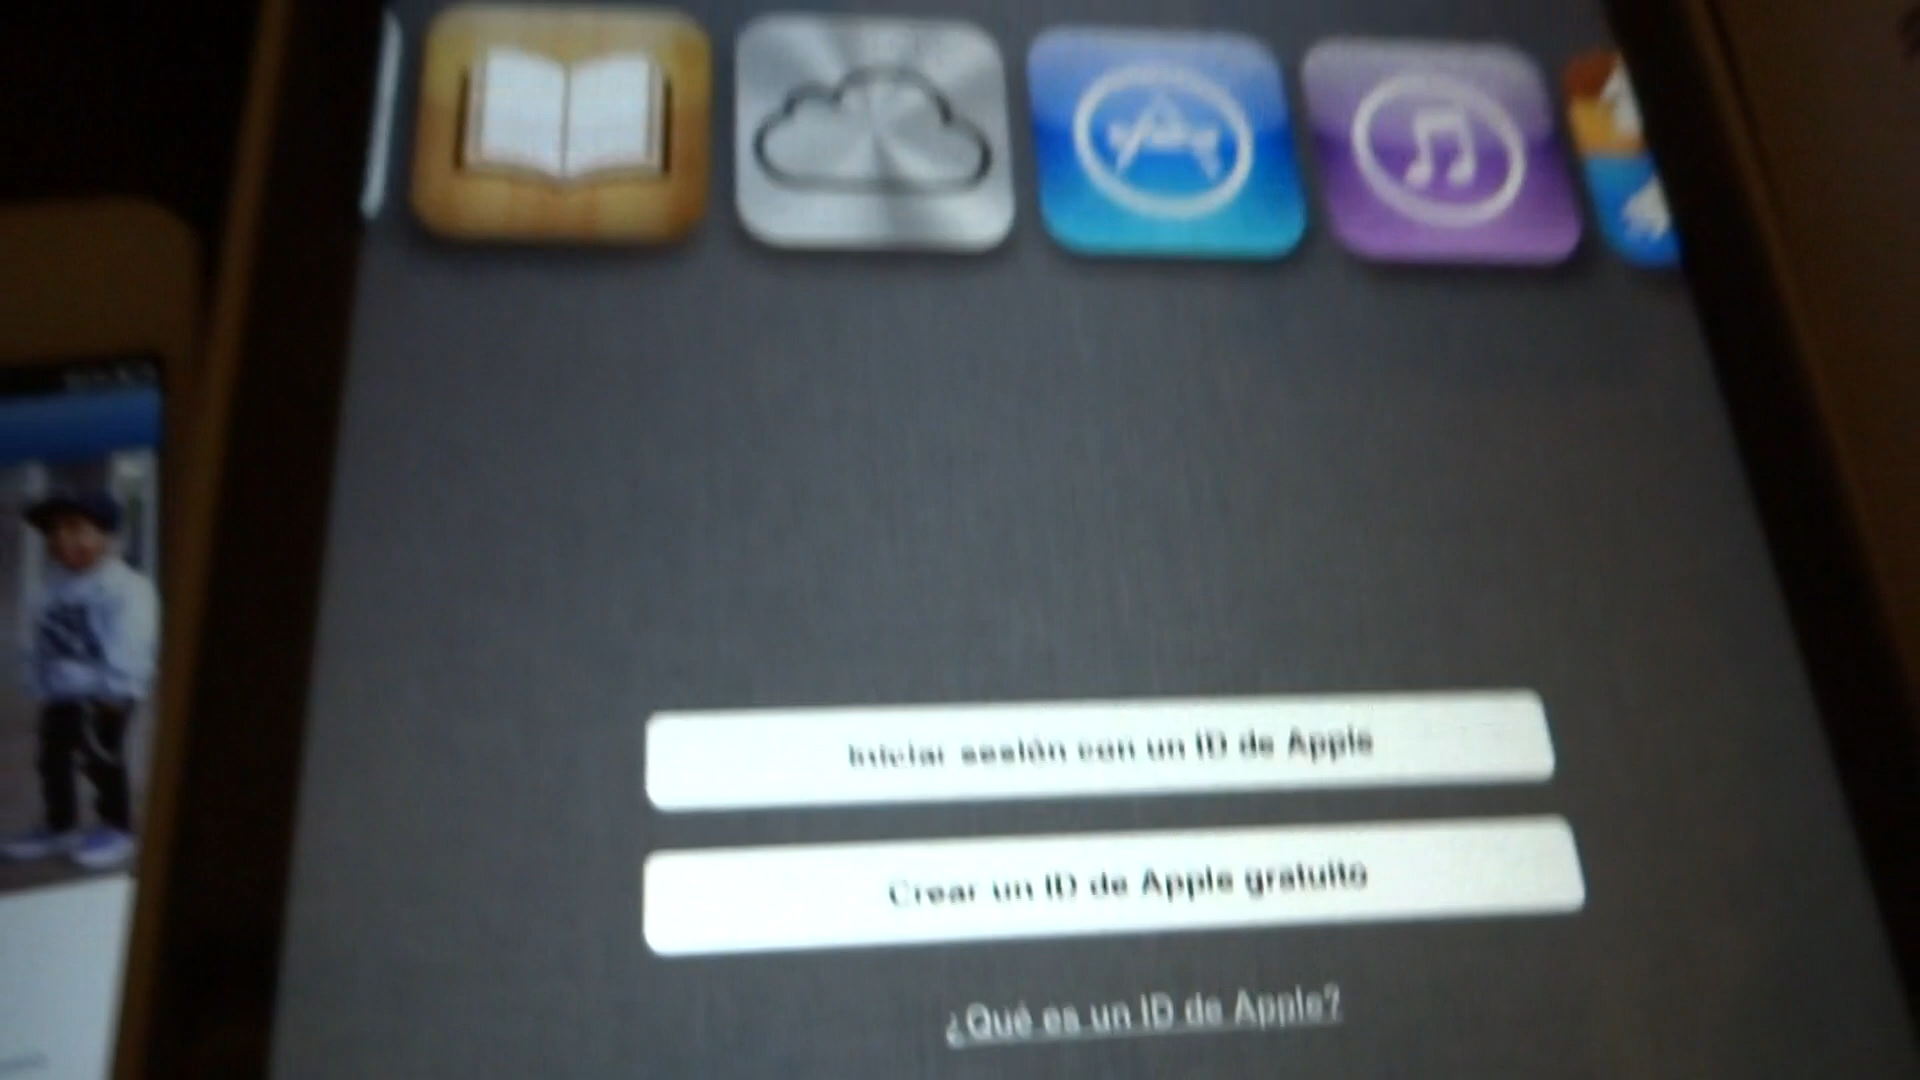 Iniciar sesión con un ID de Apple
Crear un ID de Apple gratuito
¿Qué es un ID de Apple?